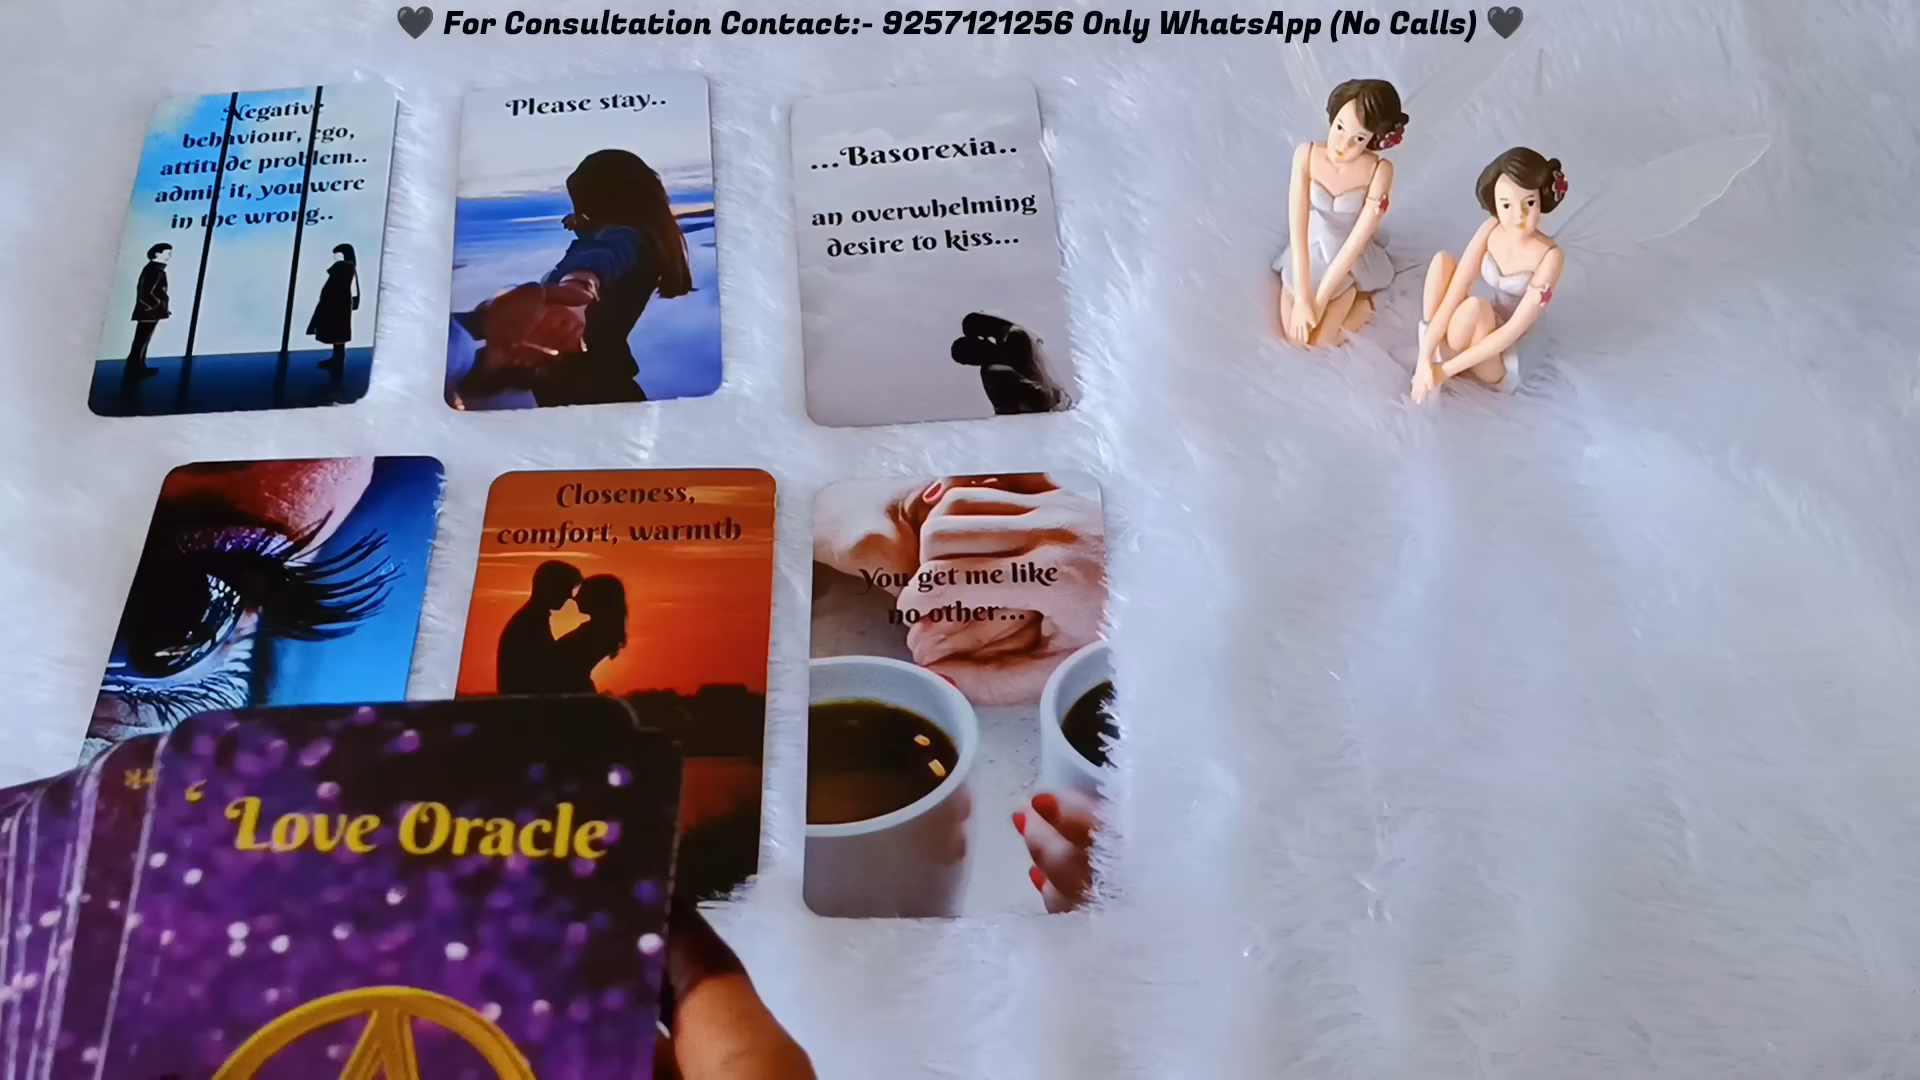 🖤 For Consultation Contact:- 9257121256 Only WhatsApp (No Calls) 🖤
Negative
behaviour, ego,
attitude problem..
admit it, you were
in the wrong..
Please stay..
...Basorexia..
an overwhelming
desire to kiss...
Closeness,
comfort, warmth
You get me like
no other...
Love Oracle